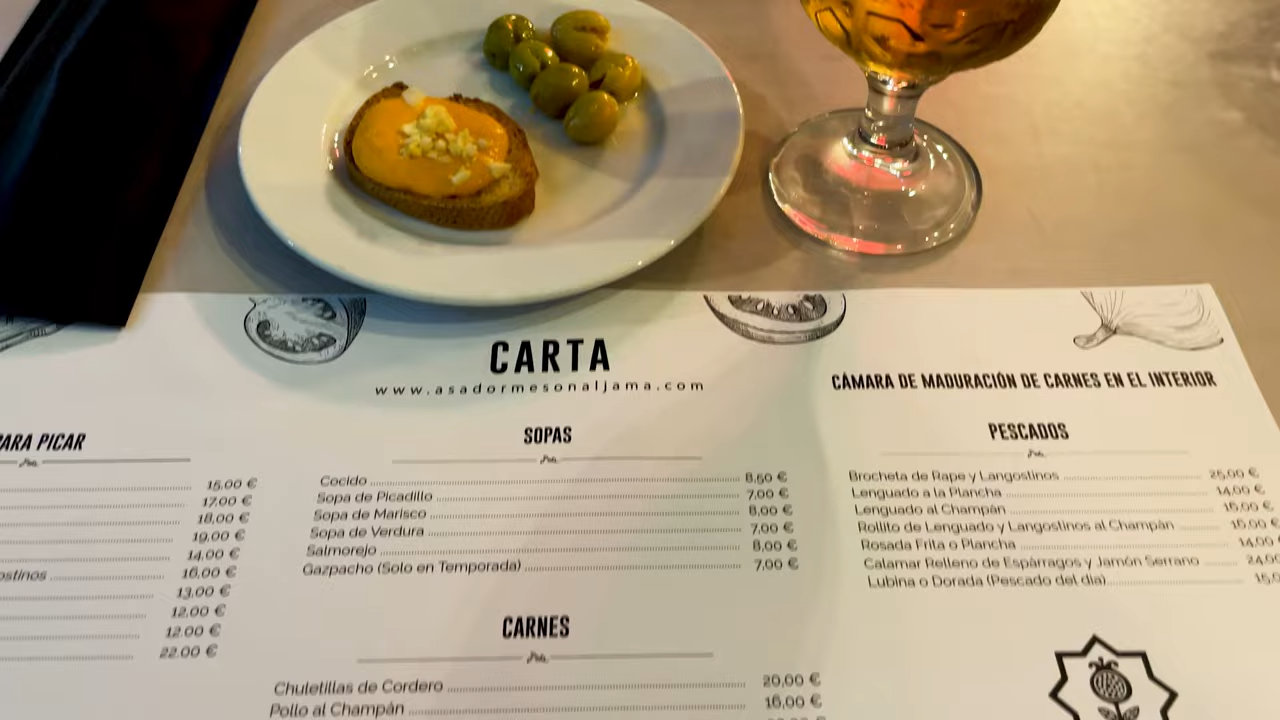 CARTA
www.asadormesonaljama.com
CÁMARA DE MADURACIÓN DE CARNES EN EL INTERIOR
PARA PICAR
15,00 €
17,00 €
18,00 €
19,00 €
14,00 €
16,00 €
13,00 €
12,00 €
12,00 €
22,00 €
SOPAS
Cocido 8,50 €
Sopa de Picadillo 7,00 €
Sopa de Marisco 8,00 €
Sopa de Verdura 7,00 €
Salmorejo 8,00 €
Gazpacho (Solo en Temporada) 7,00 €
CARNES
Chuletillas de Cordero 20,00 €
Pollo al Champán 16,00 €
PESCADOS
Brocheta de Rape y Langostinos 25,00 €
Lenguado a la Plancha 14,00 €
Lenguado al Champán 16,00 €
Rollito de Lenguado y Langostinos al Champán 16,00 €
Rosada Frita o Plancha 14,00 €
Calamar Relleno de Espárragos y Jamón Serrano 24,00
Lubina o Dorada (Pescado del día)